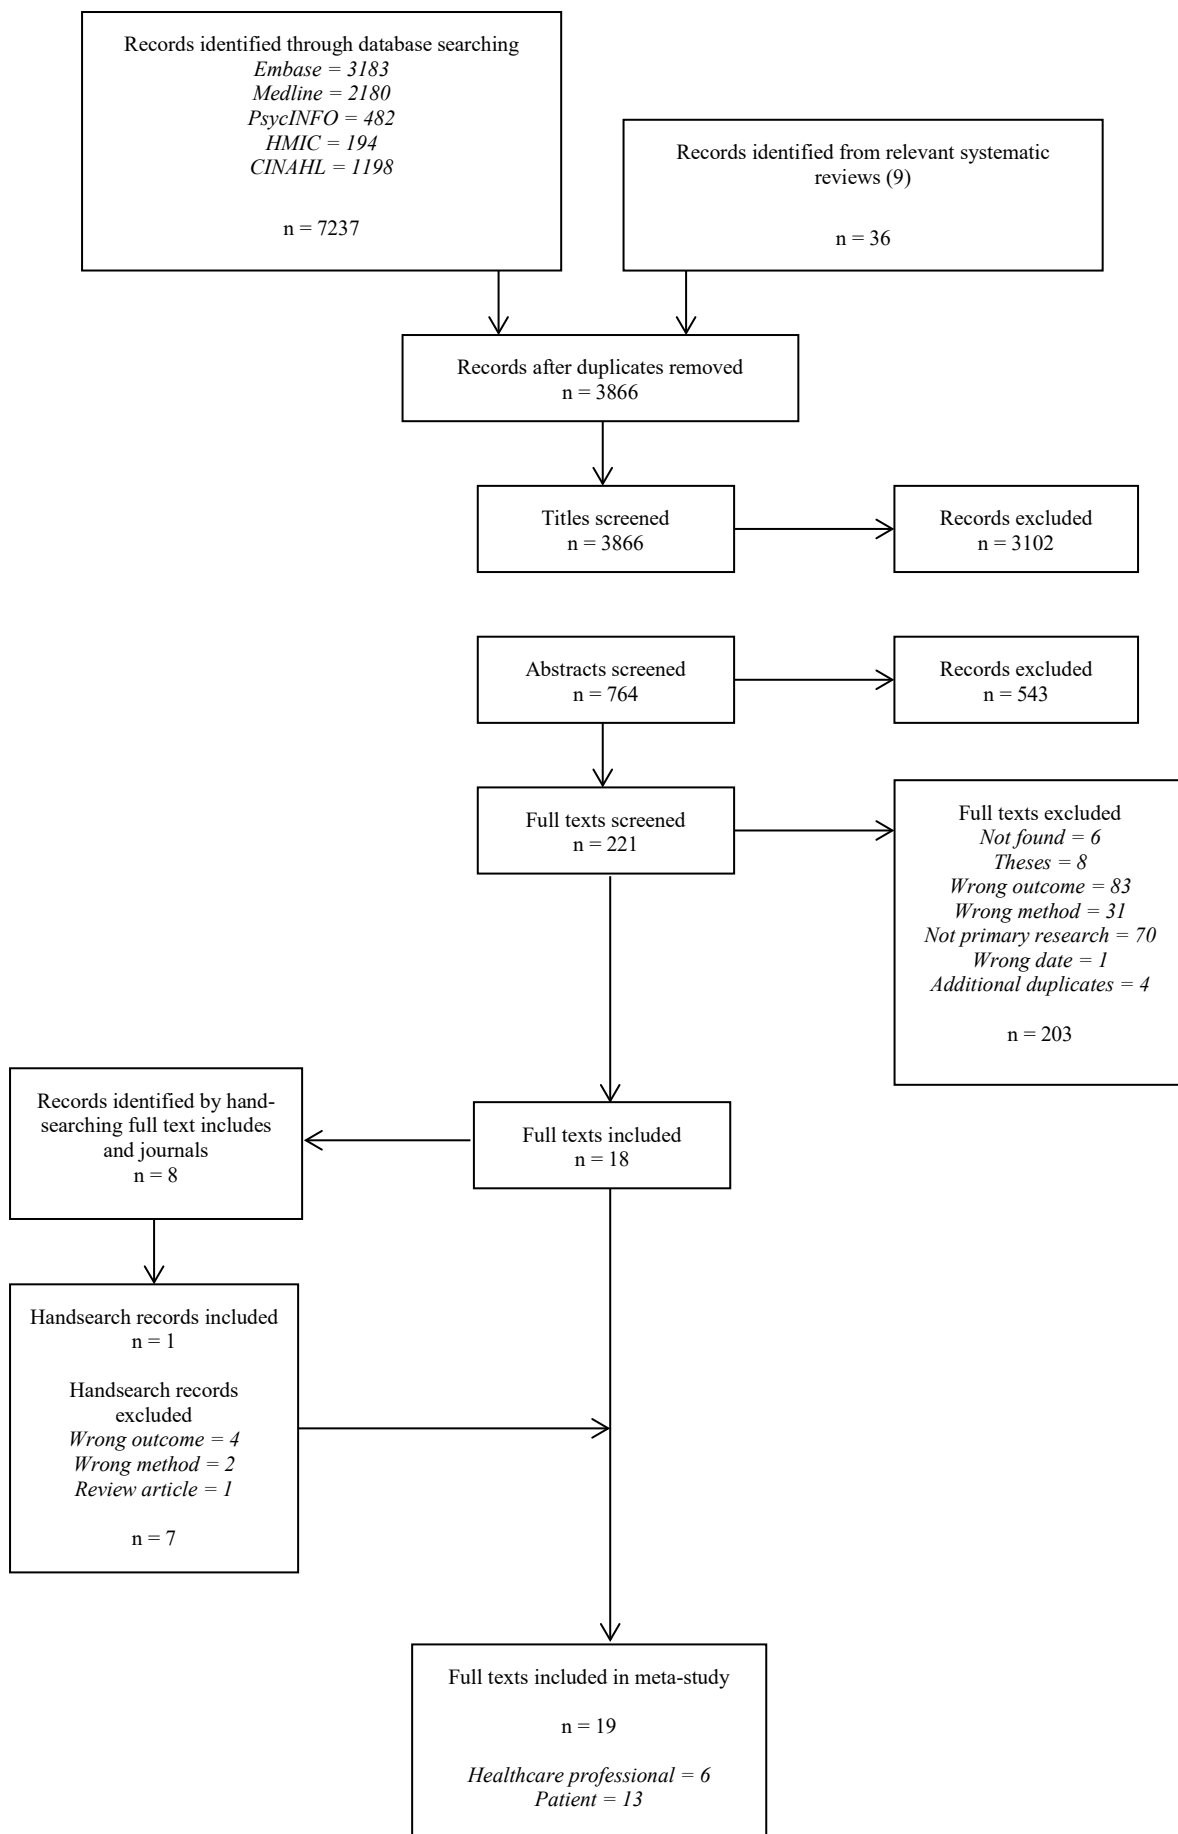 Records identified through database searching
Embase = 3183
Medline = 2180
PsycINFO = 482
HMIC = 194
CINAHL = 1198
n = 7237
Records identified from relevant systematic
reviews (9)
n = 36
Records after duplicates removed
n = 3866
Titles screened
n = 3866
Records excluded
n = 3102
Abstracts screened
n = 764
Records excluded
n = 543
Full texts screened
n = 221
Full texts excluded
Not found = 6
Theses = 8
Wrong outcome = 83
Wrong method = 31
Not primary research = 70
Wrong date = 1
Additional duplicates = 4
n = 203
Full texts included
n = 18
Records identified by hand-
searching full text includes
and journals
n = 8
Handsearch records included
n = 1
Handsearch records
excluded
Wrong outcome = 4
Wrong method = 2
Review article = 1
n = 7
Full texts included in meta-study
n = 19
Healthcare professional = 6
Patient = 13